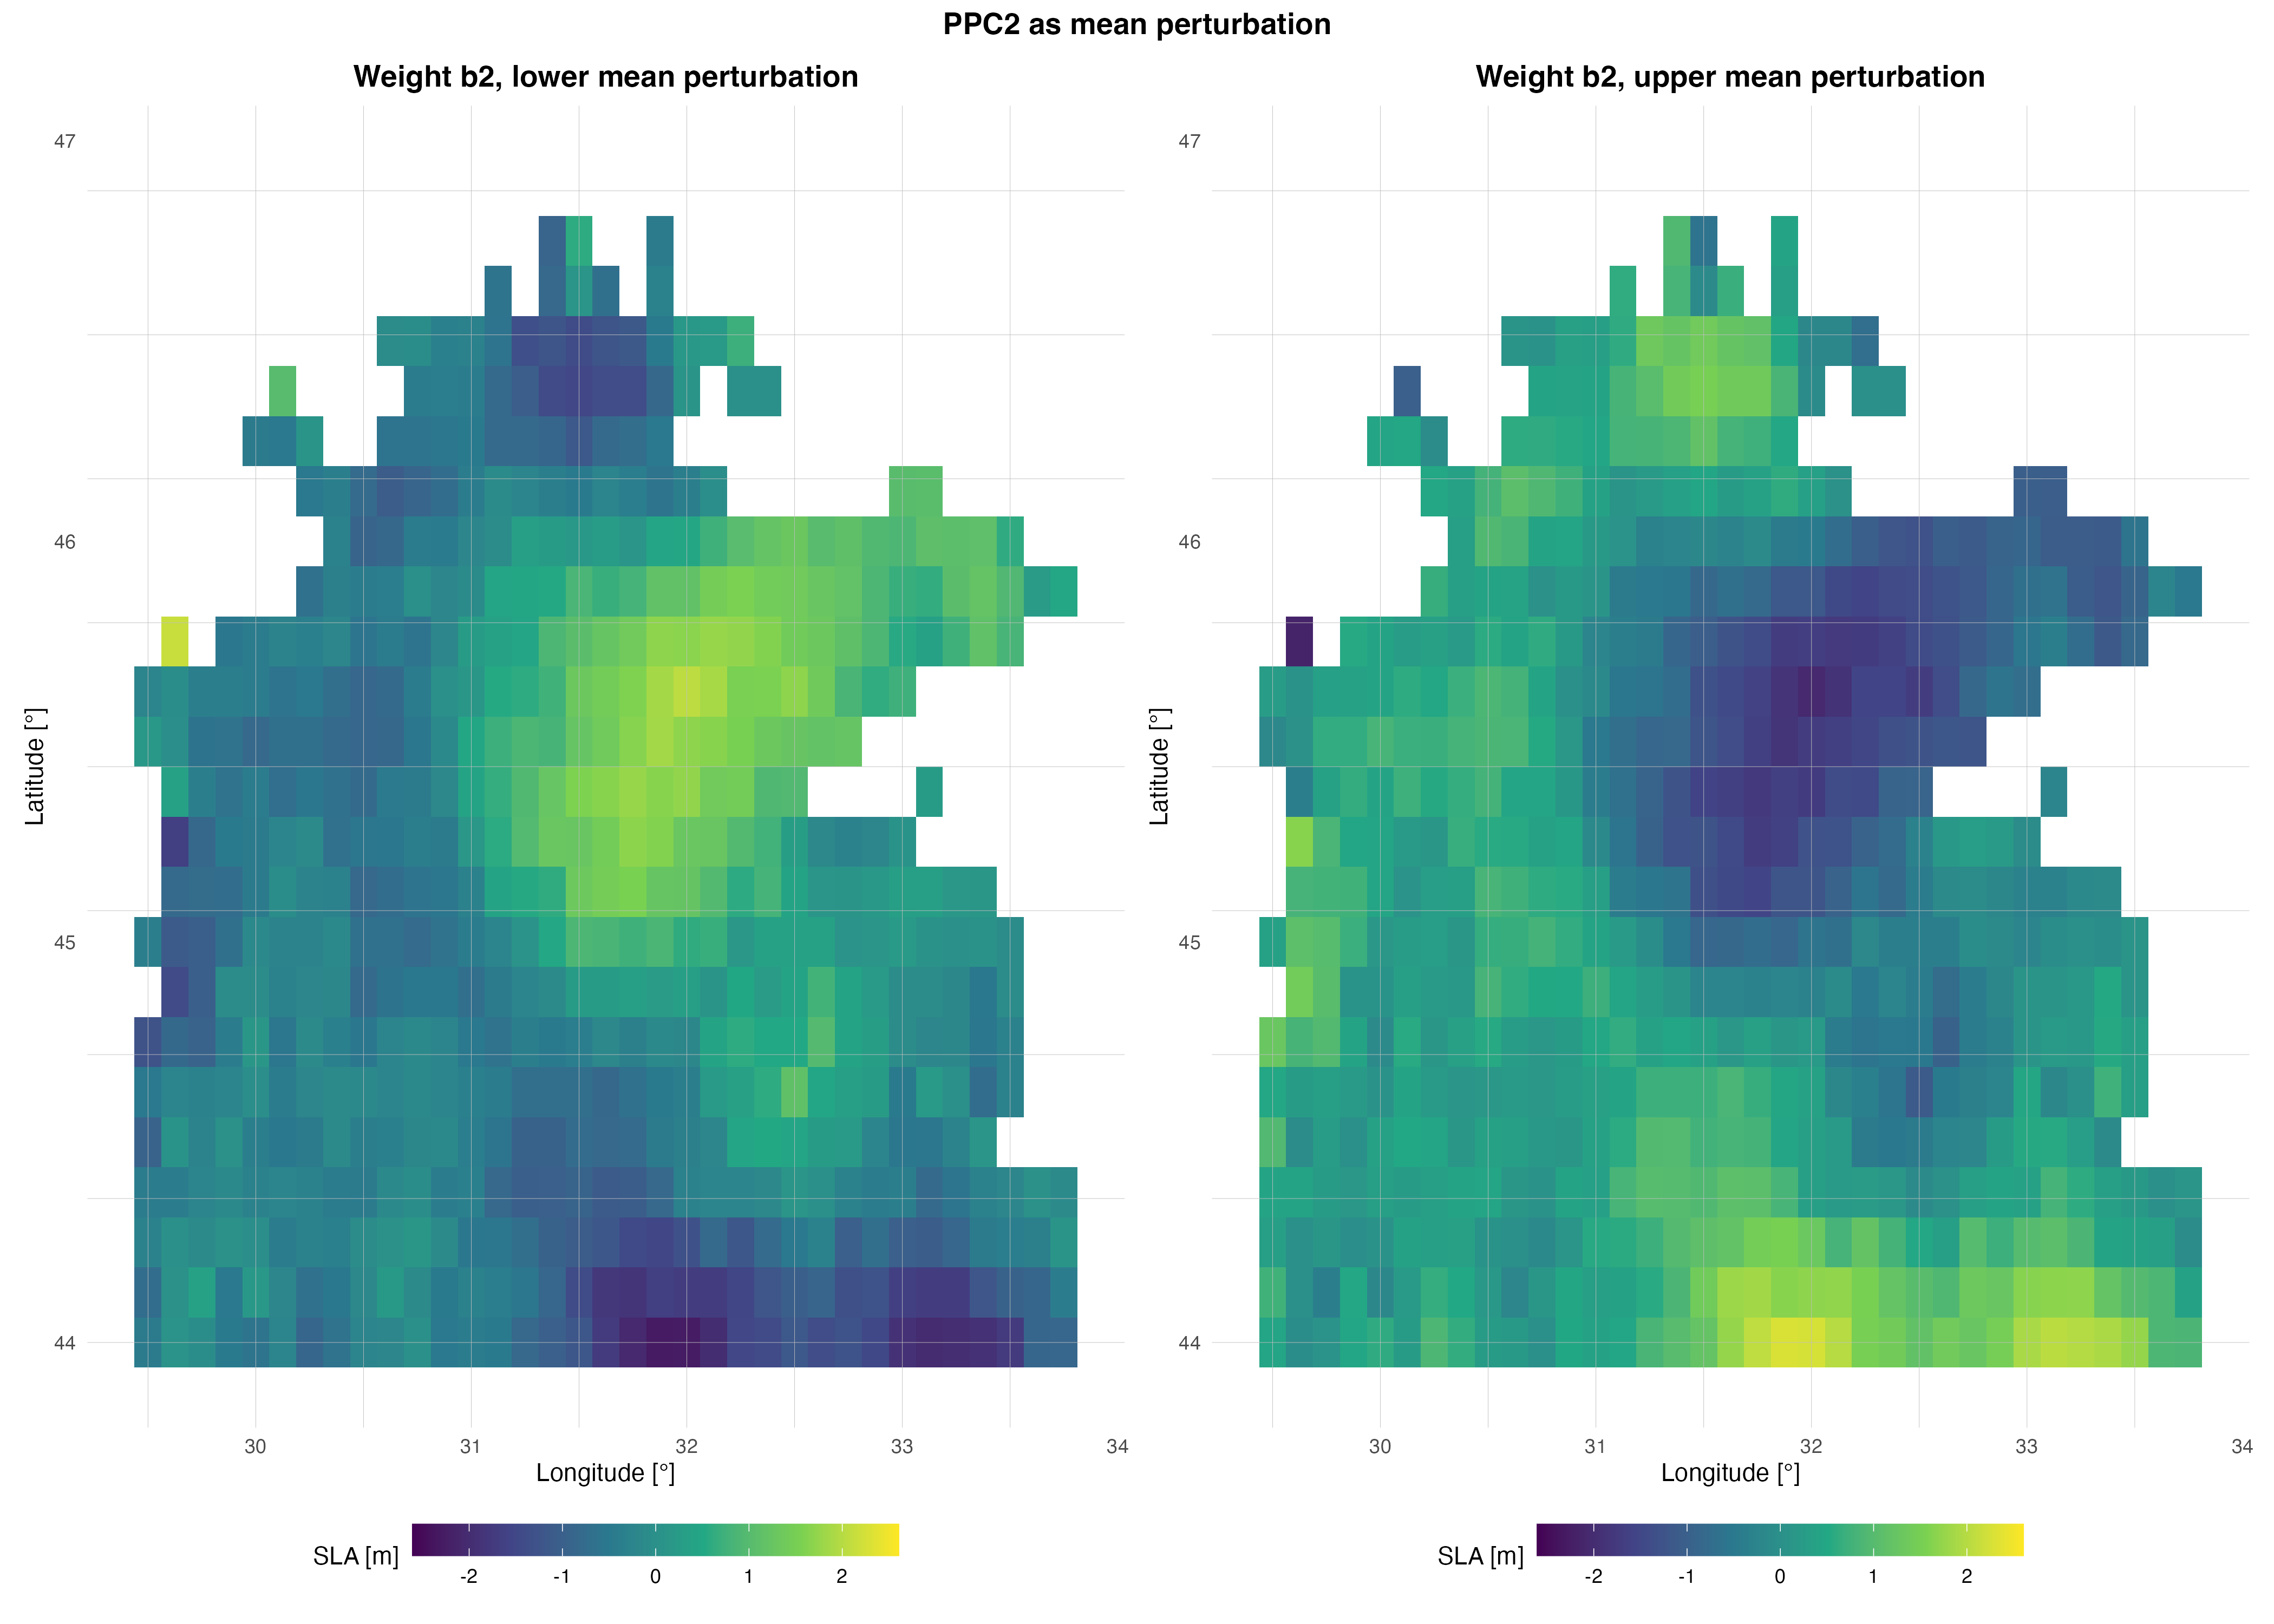 PPC2 as mean perturbation
Weight b2, lower mean perturbation
47
46
45
44
Latitude [°]
30 31 32 33 34
Longitude [°]
SLA [m]
-2 -1 0 1 2
Weight b2, upper mean perturbation
47
46
45
44
Latitude [°]
30 31 32 33 34
Longitude [°]
SLA [m]
-2 -1 0 1 2